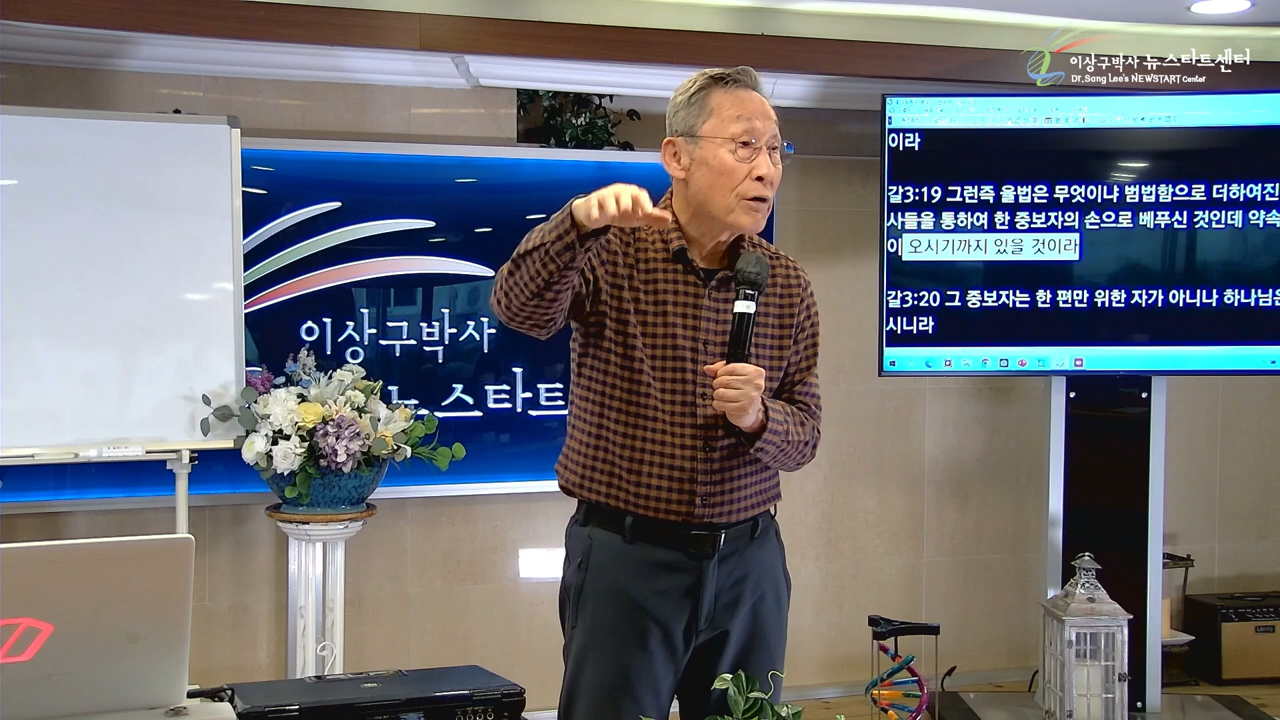 이상구박사 뉴스타트센터
Dr.Sang Lee's NEWSTART Center
이라
갈3:19 그런즉 율법은 무엇이냐 범법함으로 더하여진
사들을 통하여 한 중보자의 손으로 베푸신 것인데 약속
이 오시기까지 있을 것이라
갈3:20 그 중보자는 한 편만 위한 자가 아니나 하나님은
시니라
이상구박사
뉴스타트
Laney